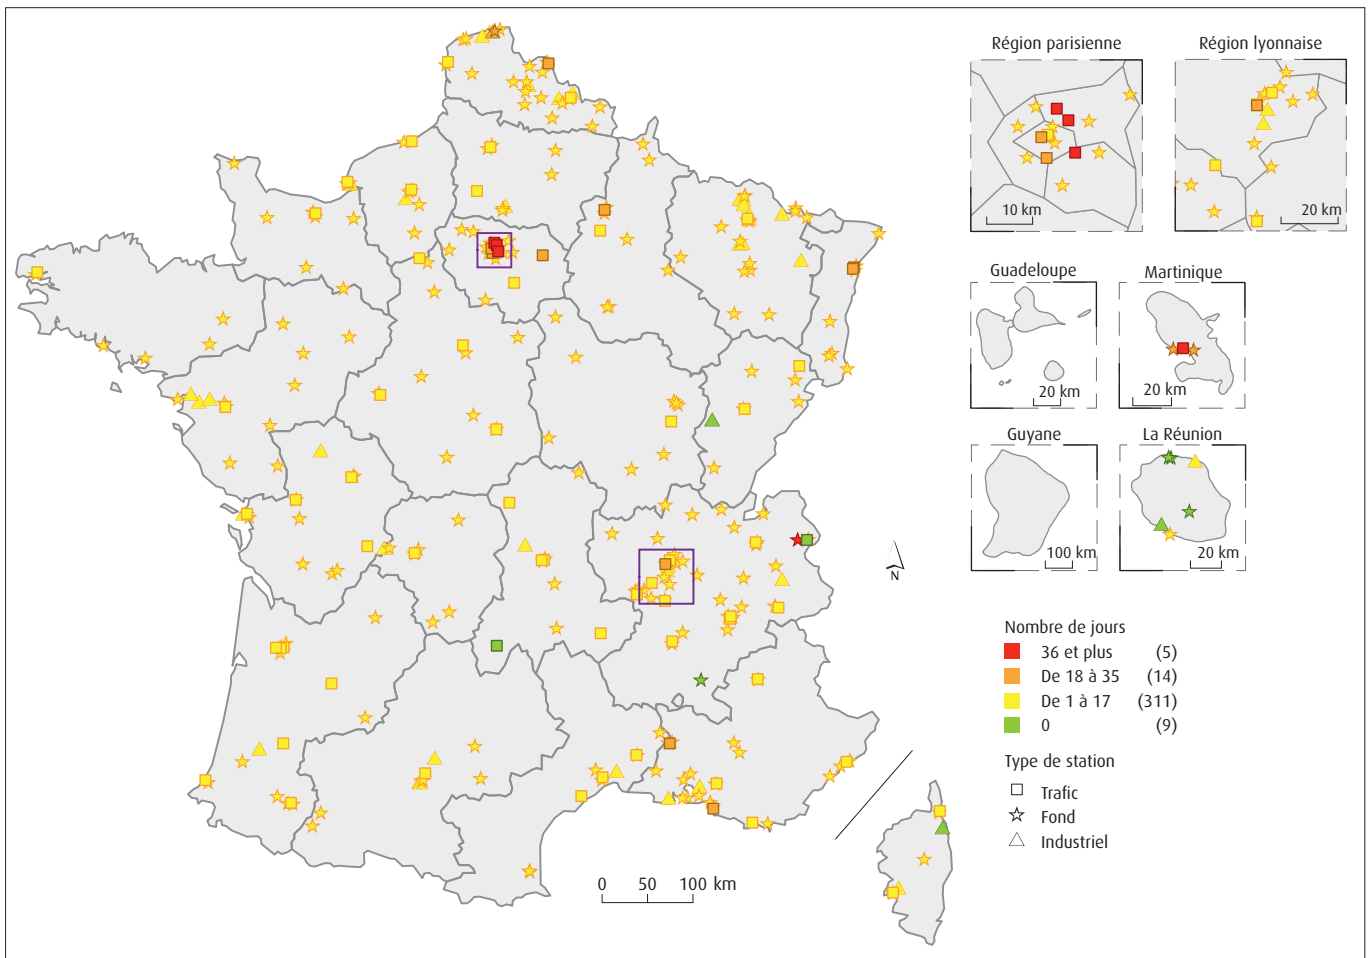 Région parisienne
Région lyonnaise
10 km
20 km
Guadeloupe
Martinique
20 km
20 km
Guyane
La Réunion
100 km
20 km
N
Nombre de jours
36 et plus (5)
De 18 à 35 (14)
De 1 à 17 (311)
0 (9)
Type de station
Trafic
Fond
Industriel
0 50 100 km